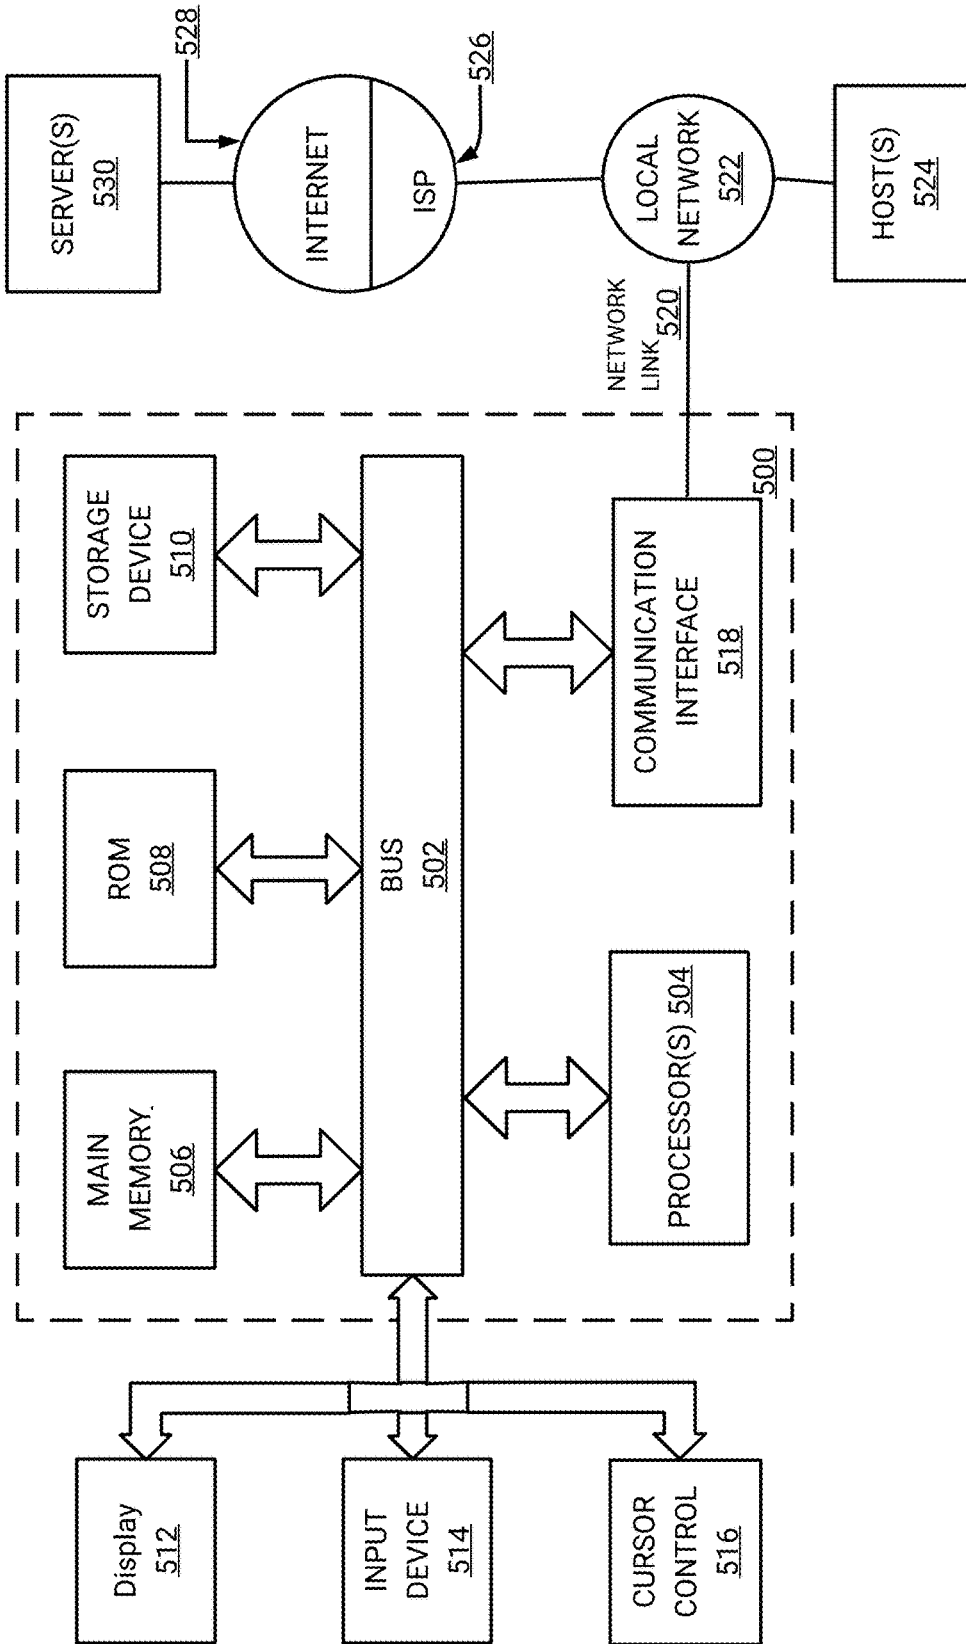 Display
512
INPUT
DEVICE
514
CURSOR
CONTROL
516
MAIN
MEMORY.
506
ROM
508
STORAGE
DEVICE
510
BUS
502
PROCESSOR(S) 504
COMMUNICATION
INTERFACE
518
500
NETWORK
LINK
520
SERVER(S)
530
528
INTERNET
ISP
526
LOCAL
NETWORK
522
HOST(S)
524